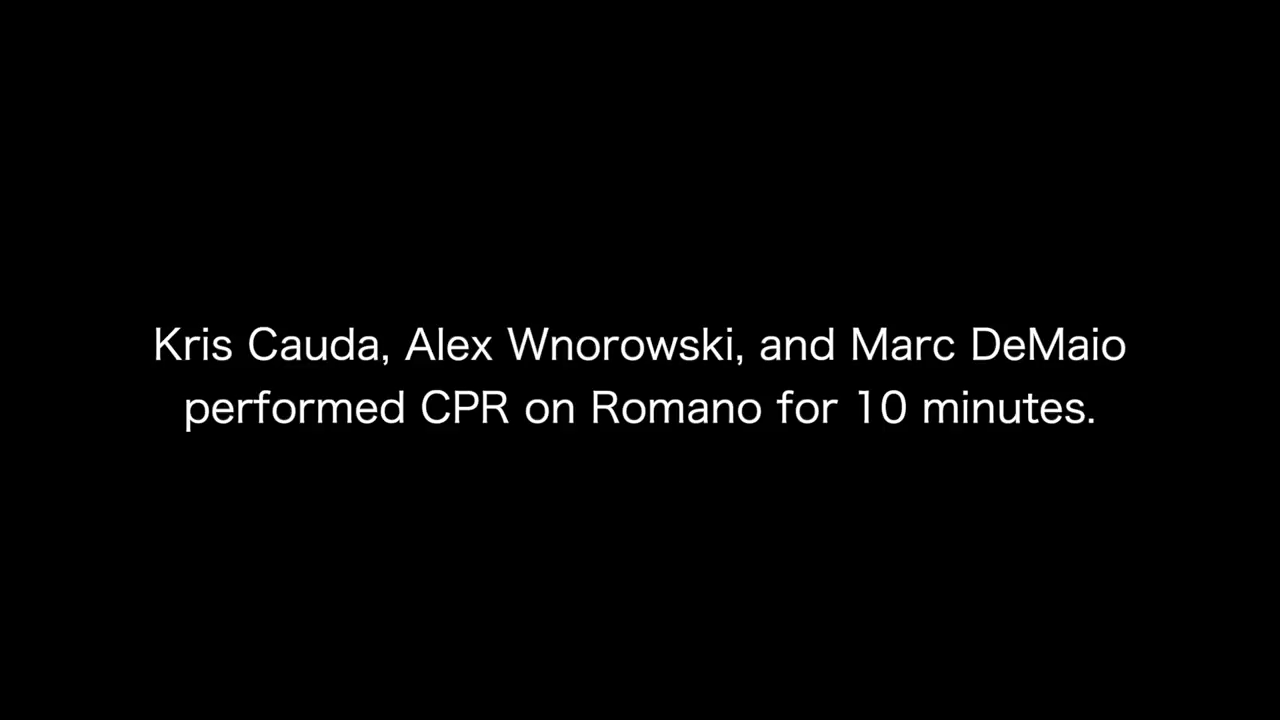 Kris Cauda, Alex Wnorowski, and Marc DeMaio
performed CPR on Romano for 10 minutes.